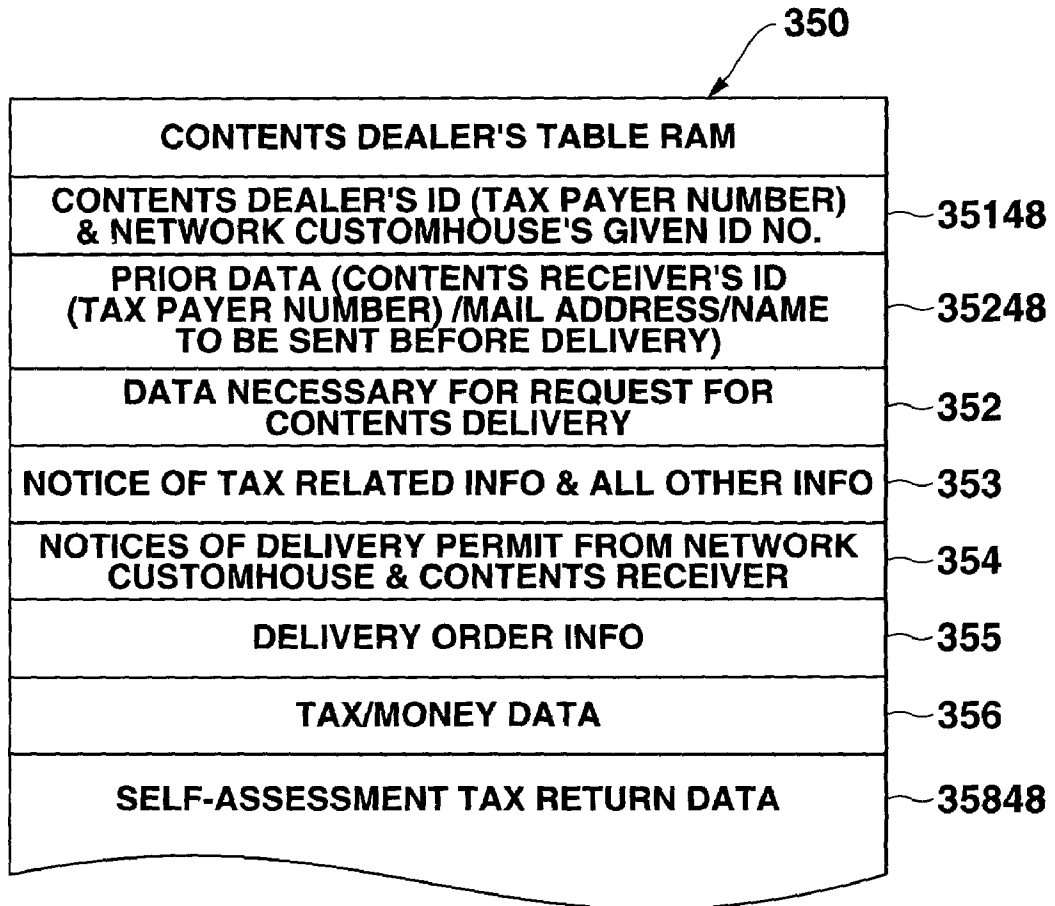 350
CONTENTS DEALER'S TABLE RAM
CONTENTS DEALER'S ID (TAX PAYER NUMBER)
& NETWORK CUSTOMHOUSE'S GIVEN ID NO.
35148
PRIOR DATA (CONTENTS RECEIVER'S ID
(TAX PAYER NUMBER) /MAIL ADDRESS/NAME
TO BE SENT BEFORE DELIVERY)
35248
DATA NECESSARY FOR REQUEST FOR
CONTENTS DELIVERY
352
NOTICE OF TAX RELATED INFO & ALL OTHER INFO
353
NOTICES OF DELIVERY PERMIT FROM NETWORK
CUSTOMHOUSE & CONTENTS RECEIVER
354
DELIVERY ORDER INFO
355
TAX/MONEY DATA
356
SELF-ASSESSMENT TAX RETURN DATA
35848